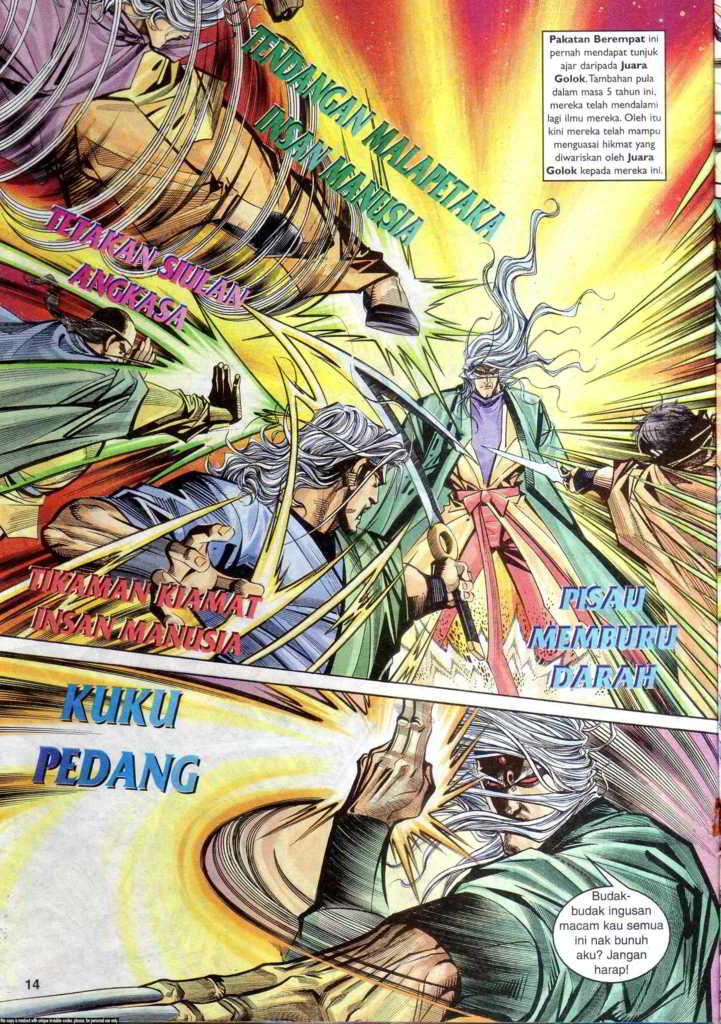 Pakatan Berempat ini
pernah mendapat tunjuk
ajar daripada Juara
Golok. Tambahan pula
dalam masa 5 tahun ini,
mereka telah mendalami
lagi ilmu mereka. Oleh itu
kini mereka telah mampu
menguasai hikmat yang
diwariskan oleh Juara
Golok kepada mereka ini.
TENDANGAN MALAPETAKA
INSAN MANUSIA
TETAKAN SIULAN
ANGKASA
TIKAMAN KIAMAT
INSAN MANUSIA
PISAU
MEMBURU
DARAH
KUKU
PEDANG
Budak-
budak ingusan
macam kau semua
ini nak bunuh
aku? Jangan
harap!
14